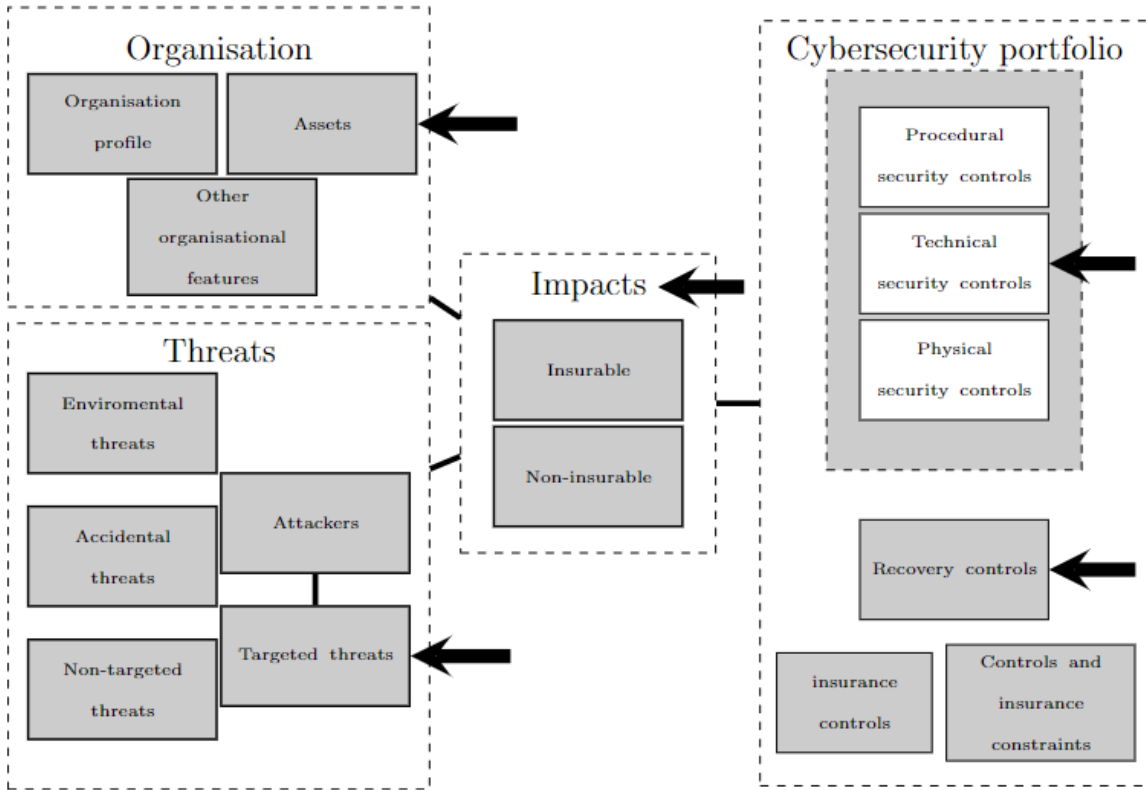 Organisation
Organisation
profile
Assets
Other
organisational
features
Threats
Enviromental
threats
Accidental
threats
Non-targeted
threats
Attackers
Targeted threats
Impacts
Insurable
Non-insurable
Cybersecurity portfolio
Procedural
security controls
Technical
security controls
Physical
security controls
Recovery controls
insurance
controls
Controls and
insurance
constraints